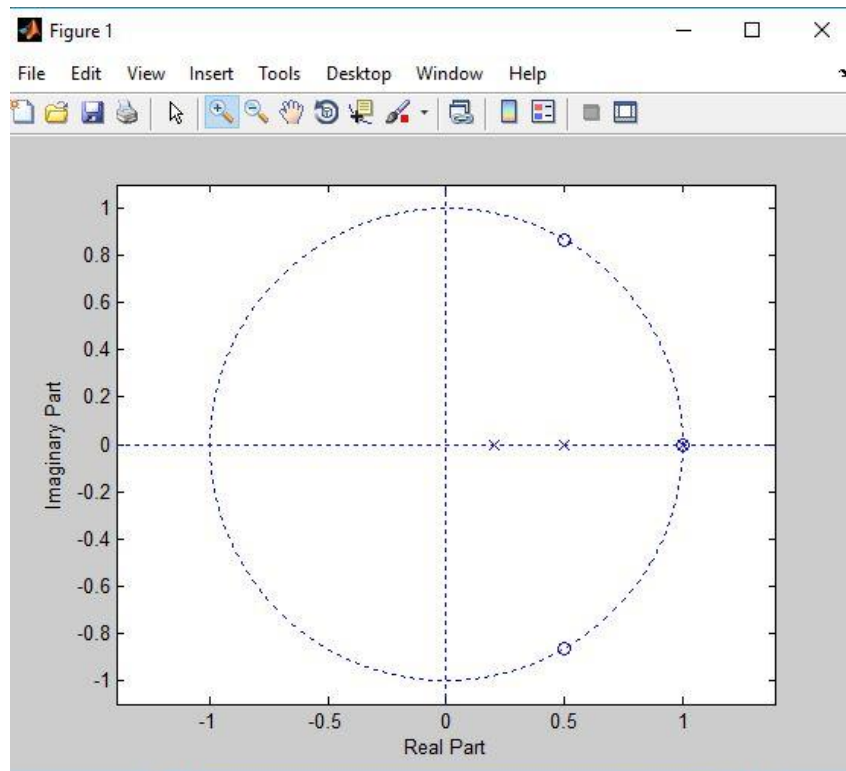 Figure 1
File Edit View Insert Tools Desktop Window Help
1
0.8
0.6
0.4
0.2
0
-0.2
-0.4
-0.6
-0.8
-1
Imaginary Part
-1 -0.5 0 0.5 1
Real Part